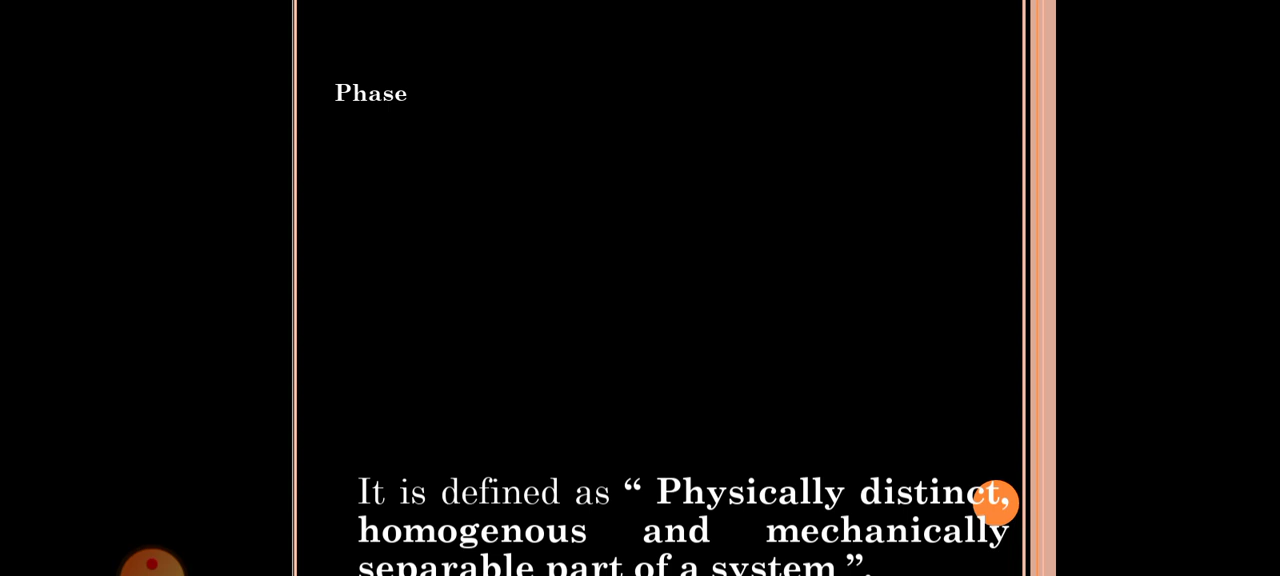 Phase
It is defined as “ Physically distinct,
homogenous and mechanically
separable part of a system ”.